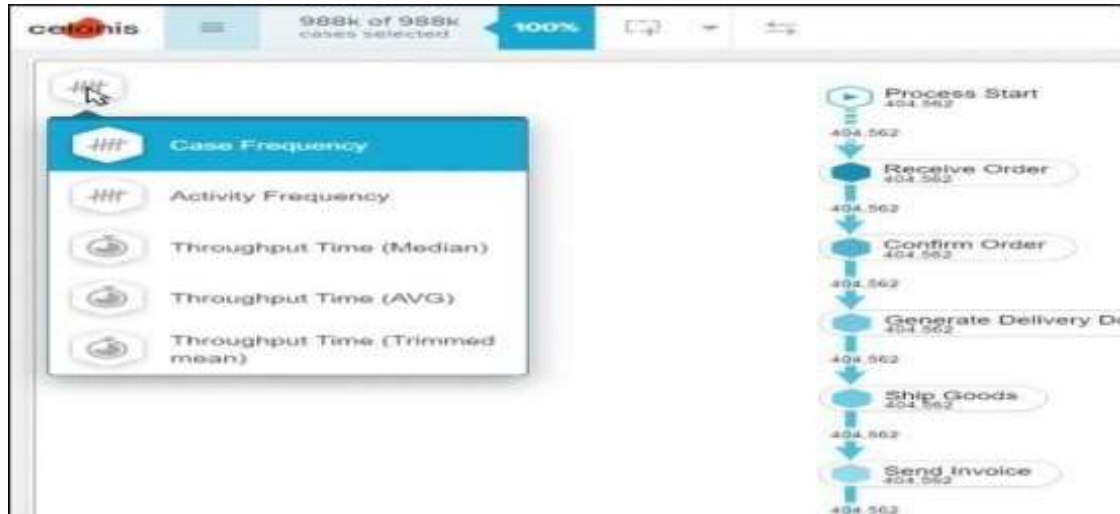 celonis
988k of 988k
cases selected
100%
Case Frequency
Activity Frequency
Throughput Time (Median)
Throughput Time (AVG)
Throughput Time (Trimmed
mean)
Process Start
404.562
404.562
Receive Order
404.562
404.562
Confirm Order
404.562
404.562
Generate Delivery Do
404.562
404.562
Ship Goods
404.562
404.562
Send Invoice
404.562
404.562